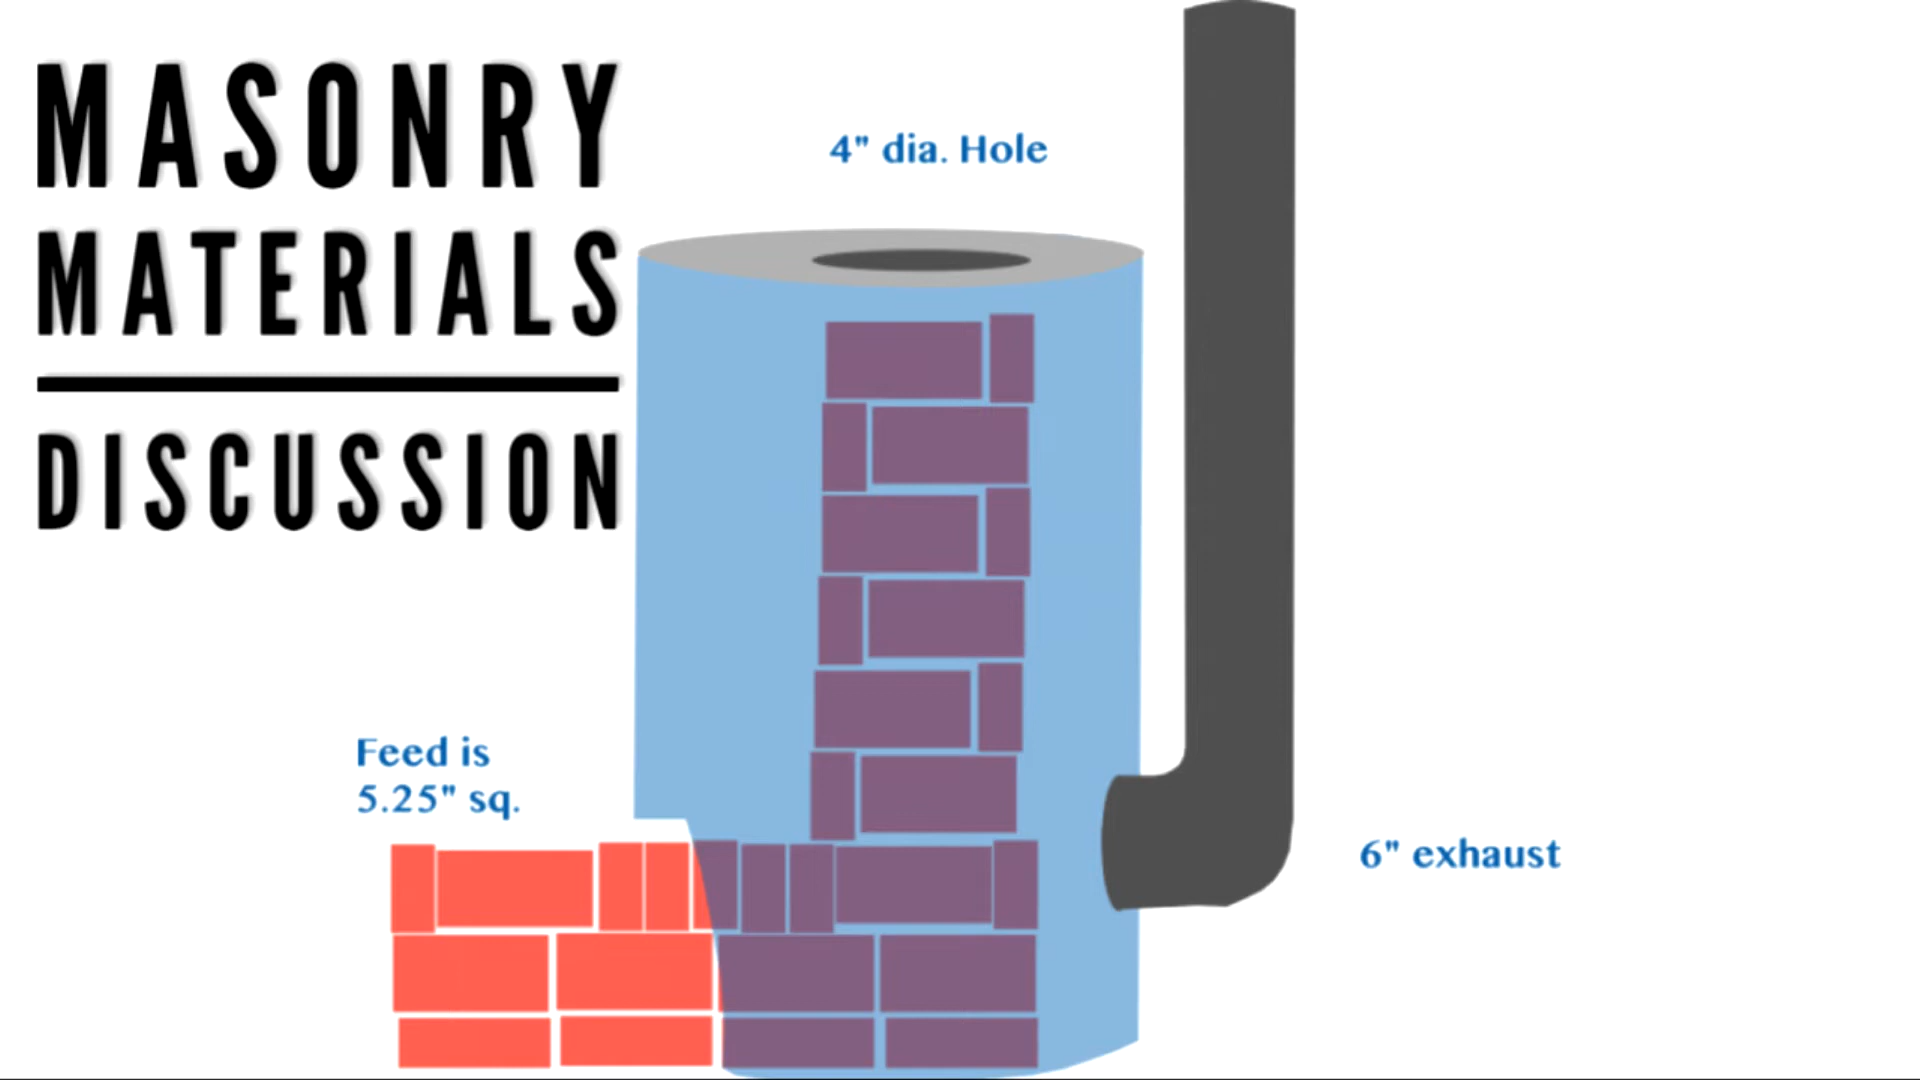 MASONRY
MATERIALS
DISCUSSION
4" dia. Hole
Feed is
5.25" sq.
6" exhaust